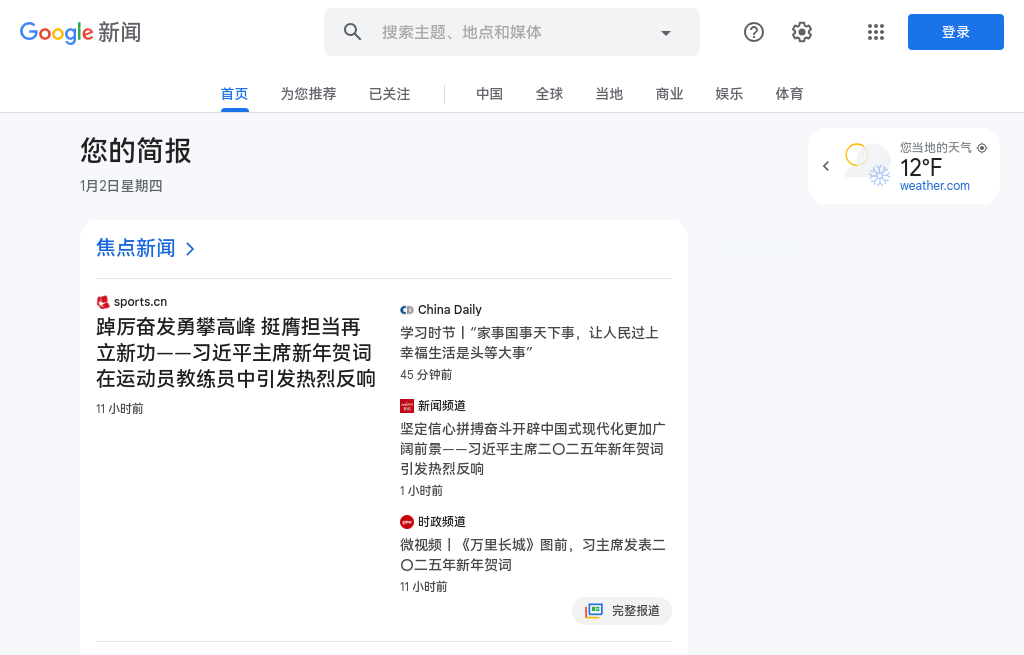 Google 新闻
搜索主题、地点和媒体
登录
首页
为您推荐
已关注
中国
全球
当地
商业
娱乐
体育
您的简报
1月2日星期四
您当地的天气
12°F
weather.com
焦点新闻
sports.cn
踔厉奋发勇攀高峰 挺膺担当再
立新功——习近平主席新年贺词
在运动员教练员中引发热烈反响
11 小时前
China Daily
学习时节丨“家事国事天下事，让人民过上
幸福生活是头等大事”
45 分钟前
新闻频道
坚定信心拼搏奋斗开辟中国式现代化更加广
阔前景——习近平主席二〇二五年新年贺词
引发热烈反响
1 小时前
时政频道
微视频丨《万里长城》图前，习主席发表二
〇二五年新年贺词
11 小时前
完整报道